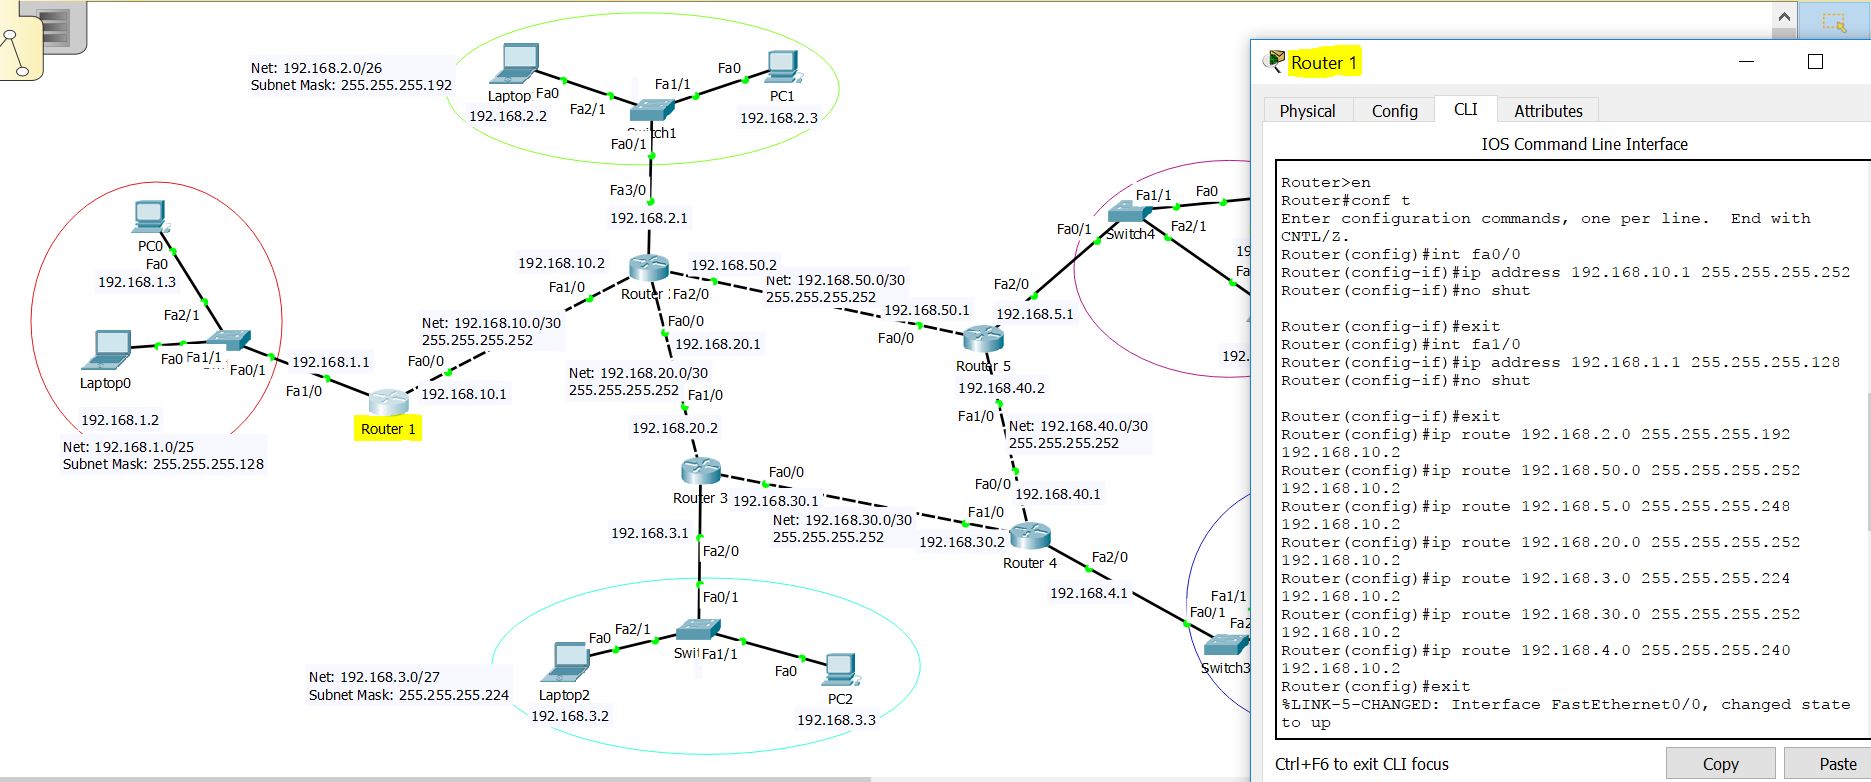 Net: 192.168.2.0/26
Subnet Mask: 255.255.255.192
Laptop
Fa0
192.168.2.2
Fa2/1
Fa1/1
Fa0
PC1
192.168.2.3
Switch1
Fa0/1
Fa3/0
192.168.2.1
PC0
Fa0
192.168.1.3
Fa2/1
Fa0
Fa1/1
Fa0/1
Laptop0
192.168.1.2
Net: 192.168.1.0/25
Subnet Mask: 255.255.255.128
192.168.1.1
Fa1/0
Router 1
Fa0/0
192.168.10.1
Net: 192.168.10.0/30
255.255.255.252
192.168.10.2
Fa1/0
Router
Fa2/0
192.168.50.2
Net: 192.168.50.0/30
255.255.255.252
Fa0/0
192.168.20.1
Net: 192.168.20.0/30
255.255.255.252
Fa1/0
192.168.20.2
192.168.50.1
Fa0/0
Router 5
Fa2/0
192.168.5.1
192.168.40.2
Fa1/0
Net: 192.168.40.0/30
255.255.255.252
Fa0/0
192.168.40.1
Fa0/1
Switch4
Fa1/1
Fa0
Fa2/1
19
Fa
192.
Router 3
Fa0/0
192.168.30.1
Net: 192.168.30.0/30
255.255.255.252
Fa1/0
192.168.30.2
Router 4
Fa2/0
192.168.4.1
Fa1/1
Fa0/1
Fa2
Switch3
192.168.3.1
Fa2/0
Fa0/1
Fa2/1
Fa0
Swit
Fa1/1
Fa0
Laptop2
192.168.3.2
PC2
192.168.3.3
Net: 192.168.3.0/27
Subnet Mask: 255.255.255.224
Router 1
Physical
Config
CLI
Attributes
IOS Command Line Interface
Router>en
Router#conf t
Enter configuration commands, one per line. End with
CNTL/Z.
Router(config)#int fa0/0
Router(config-if)#ip address 192.168.10.1 255.255.255.252
Router(config-if)#no shut
Router(config-if)#exit
Router(config)#int fa1/0
Router(config-if)#ip address 192.168.1.1 255.255.255.128
Router(config-if)#no shut
Router(config-if)#exit
Router(config)#ip route 192.168.2.0 255.255.255.192
192.168.10.2
Router(config)#ip route 192.168.50.0 255.255.255.252
192.168.10.2
Router(config)#ip route 192.168.5.0 255.255.255.248
192.168.10.2
Router(config)#ip route 192.168.20.0 255.255.255.252
192.168.10.2
Router(config)#ip route 192.168.3.0 255.255.255.224
192.168.10.2
Router(config)#ip route 192.168.30.0 255.255.255.252
192.168.10.2
Router(config)#ip route 192.168.4.0 255.255.255.240
192.168.10.2
Router(config)#exit
%LINK-5-CHANGED: Interface FastEthernet0/0, changed state
to up
Ctrl+F6 to exit CLI focus
Copy
Paste